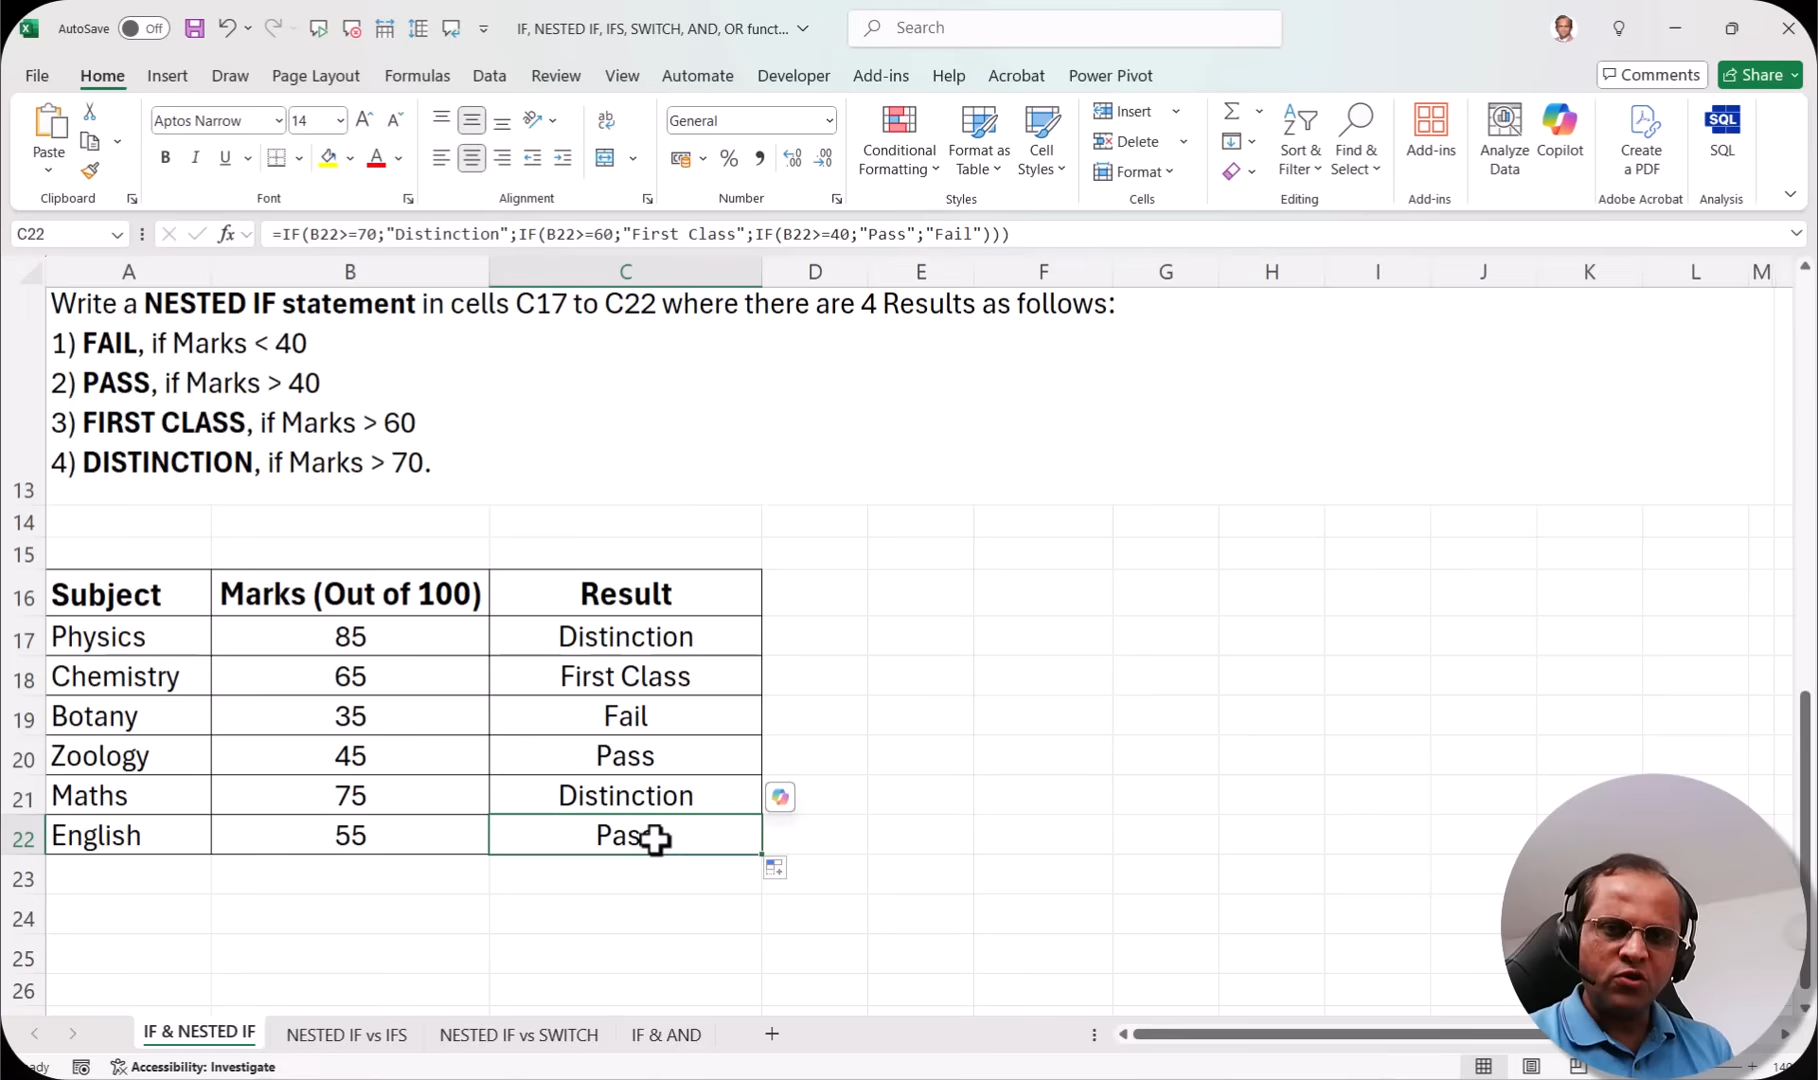 AutoSave Off IF, NESTED IF, IFS, SWITCH, AND, OR funct... Search
File Home Insert Draw Page Layout Formulas Data Review View Automate Developer Add-ins Help Acrobat Power Pivot Comments Share
Paste Aptos Narrow 14 General Conditional Formatting Format as Table Cell Styles Insert Delete Format Sort & Filter Find & Select Add-ins Analyze Data Copilot Create a PDF SQL SQL
Clipboard Font Alignment Number Styles Cells Editing Add-ins Adobe Acrobat Analysis
C22 fx =IF(B22>=70;"Distinction";IF(B22>=60;"First Class";IF(B22>=40;"Pass";"Fail")))
A B C D E F G H I J K L M
Write a NESTED IF statement in cells C17 to C22 where there are 4 Results as follows:
1) FAIL, if Marks < 40
2) PASS, if Marks > 40
3) FIRST CLASS, if Marks > 60
4) DISTINCTION, if Marks > 70.
13
14
15
16 Subject Marks (Out of 100) Result
17 Physics 85 Distinction
18 Chemistry 65 First Class
19 Botany 35 Fail
20 Zoology 45 Pass
21 Maths 75 Distinction
22 English 55 Pas
23
24
25
26
IF & NESTED IF NESTED IF vs IFS NESTED IF vs SWITCH IF & AND
Accessibility: Investigate